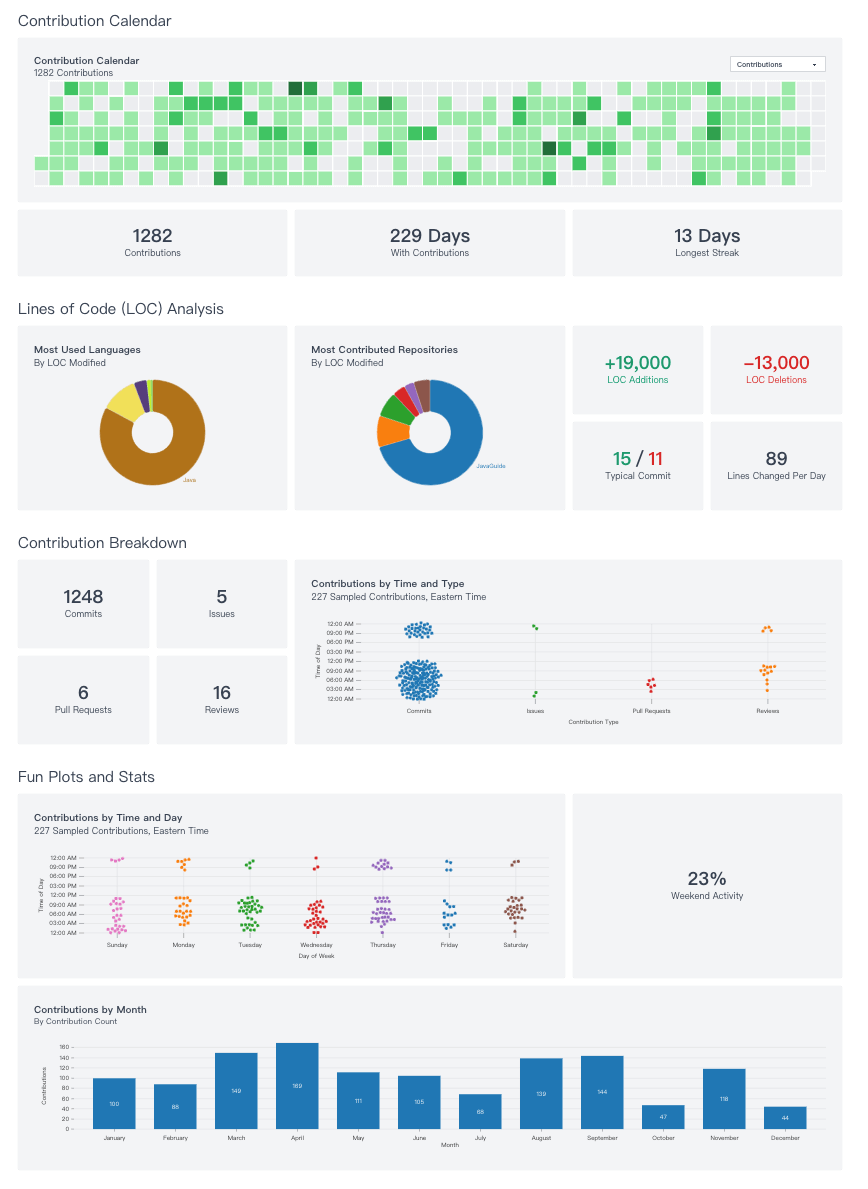 Contribution Calendar
Contribution Calendar
1282 Contributions
Contributions
1282
Contributions
229 Days
With Contributions
13 Days
Longest Streak
Lines of Code (LOC) Analysis
Most Used Languages
By LOC Modified
Java
Most Contributed Repositories
By LOC Modified
JavaGuide
+19,000
LOC Additions
−13,000
LOC Deletions
15 / 11
Typical Commit
89
Lines Changed Per Day
Contribution Breakdown
1248
Commits
5
Issues
6
Pull Requests
16
Reviews
Contributions by Time and Type
227 Sampled Contributions, Eastern Time
Time of Day
12:00 AM
09:00 PM
06:00 PM
03:00 PM
12:00 PM
09:00 AM
06:00 AM
03:00 AM
12:00 AM
Commits Issues Pull Requests Reviews
Contribution Type
Fun Plots and Stats
Contributions by Time and Day
227 Sampled Contributions, Eastern Time
Time of Day
12:00 AM
09:00 PM
06:00 PM
03:00 PM
12:00 PM
09:00 AM
06:00 AM
03:00 AM
12:00 AM
Sunday Monday Tuesday Wednesday Thursday Friday Saturday
Day of Week
23%
Weekend Activity
Contributions by Month
By Contribution Count
Contributions
160
140
120
100
80
60
40
20
0
100 88 149 169 111 105 68 139 144 47 118 44
January February March April May June July August September October November December
Month